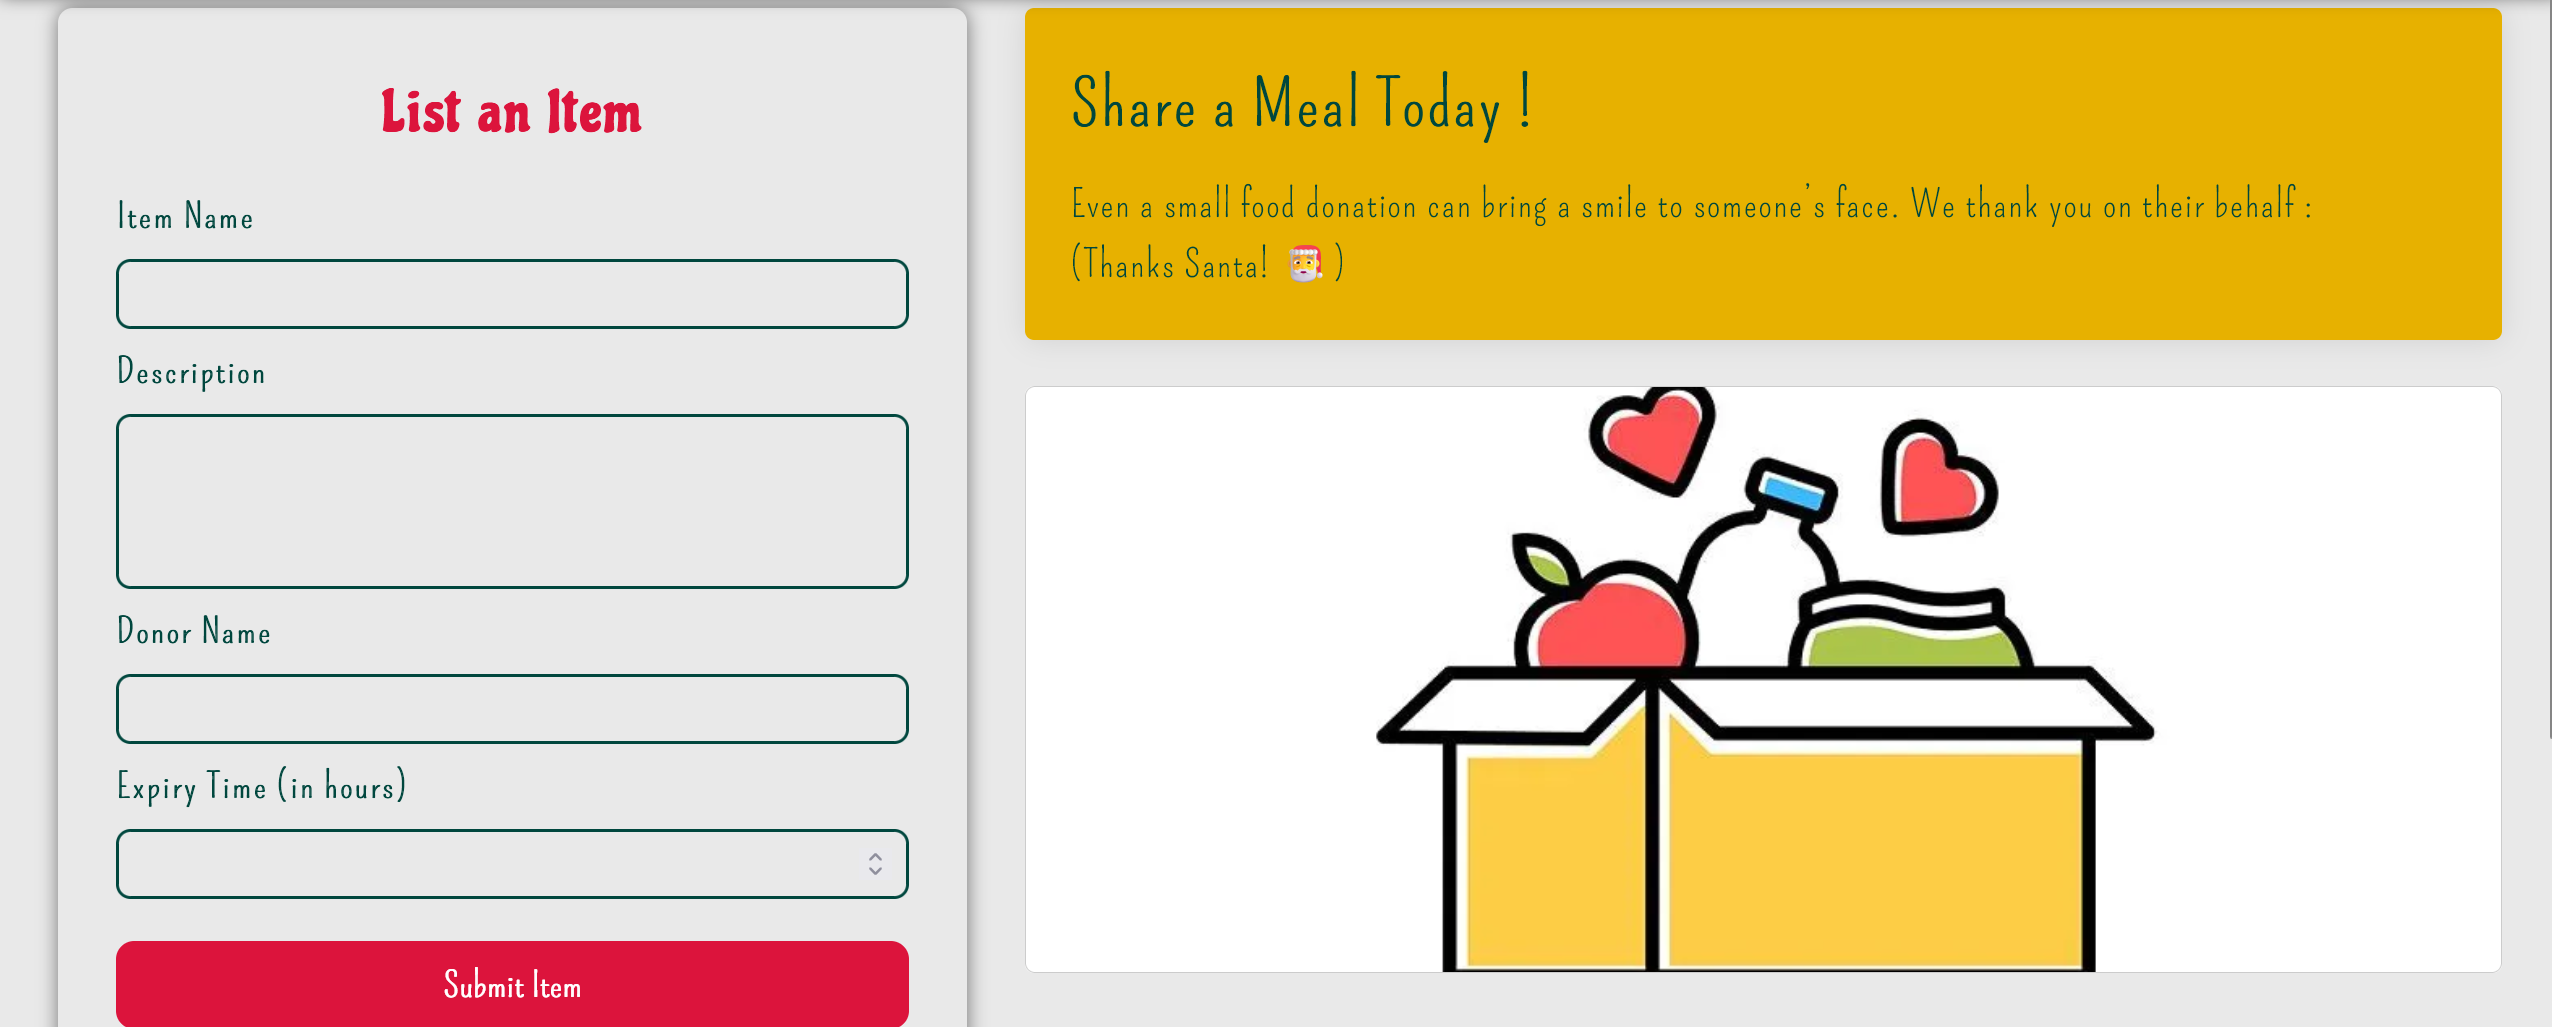 List an Item
Item Name
Description
Donor Name
Expiry Time (in hours)
Submit Item
Share a Meal Today !
Even a small food donation can bring a smile to someone's face. We thank you on their behalf :
(Thanks Santa! 🎅 )